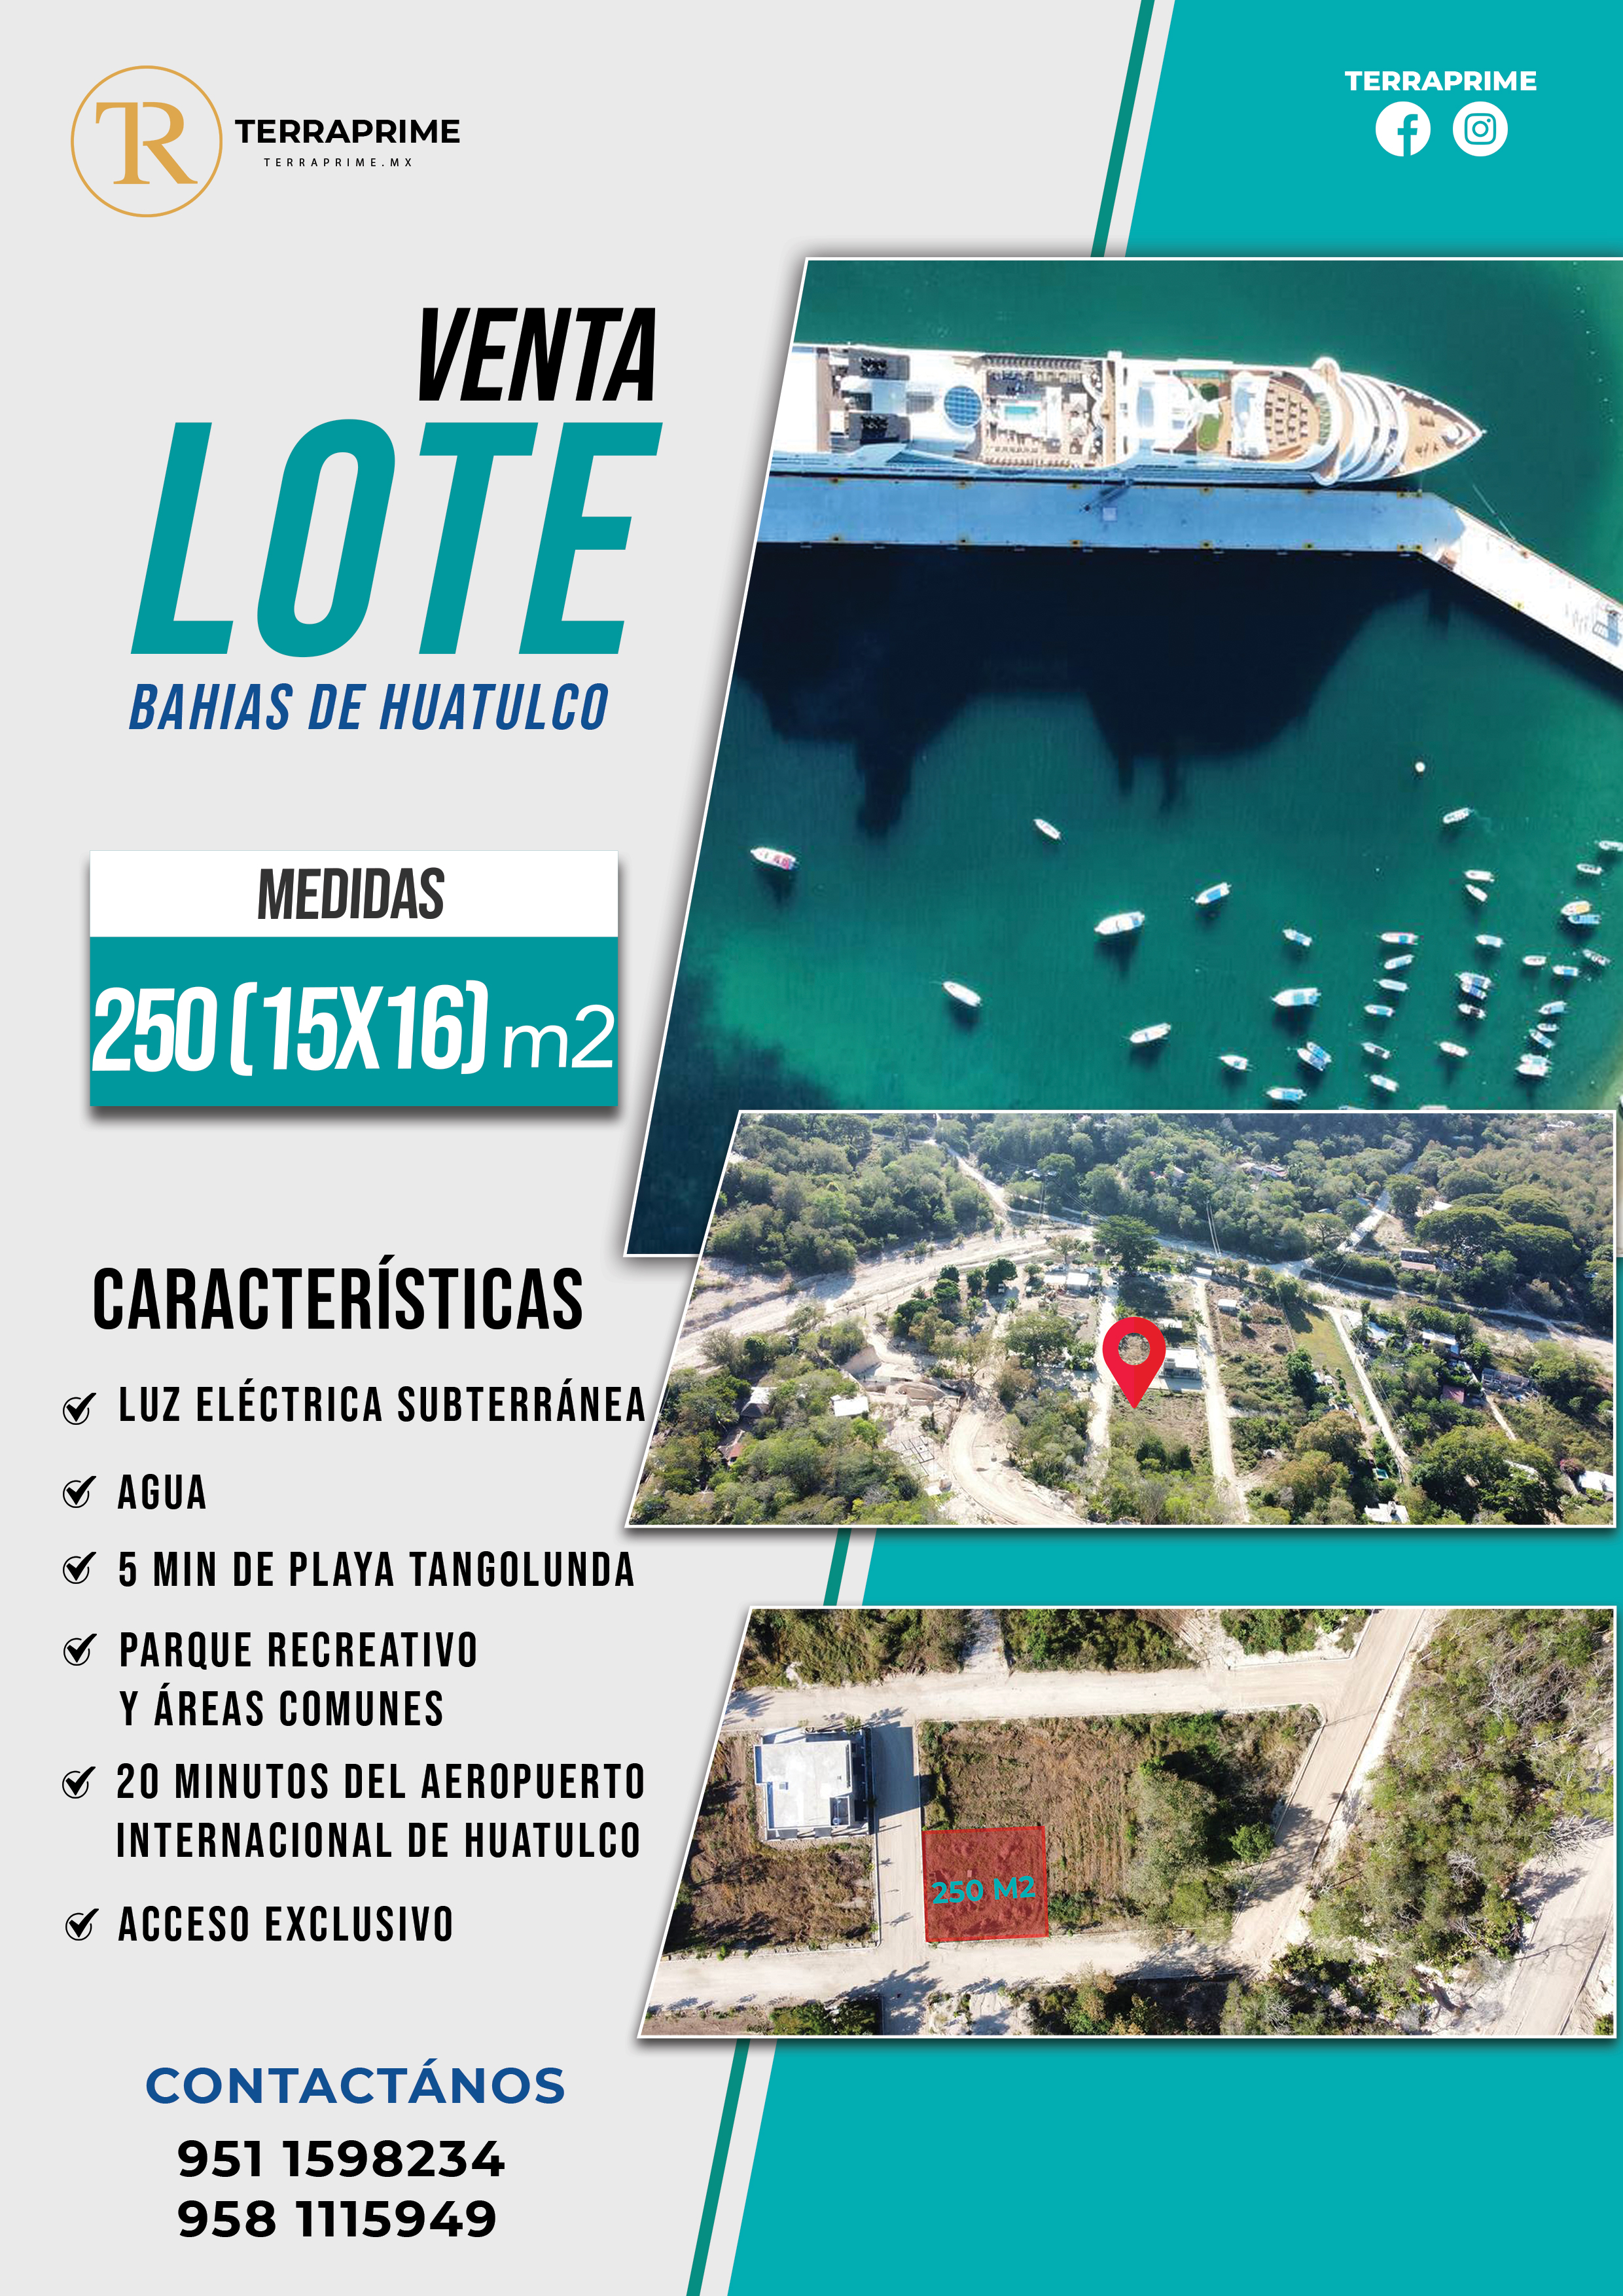 TR
TERRAPRIME
TERRAPRIME.MX
TERRAPRIME
VENTA
LOTE
BAHIAS DE HUATULCO
MEDIDAS
250 (15X16) m2
CARACTERÍSTICAS
LUZ ELÉCTRICA SUBTERRÁNEA
AGUA
5 MIN DE PLAYA TANGOLUNDA
PARQUE RECREATIVO
Y ÁREAS COMUNES
20 MINUTOS DEL AEROPUERTO
INTERNACIONAL DE HUATULCO
ACCESO EXCLUSIVO
250 M2
CONTACTÁNOS
951 1598234
958 1115949